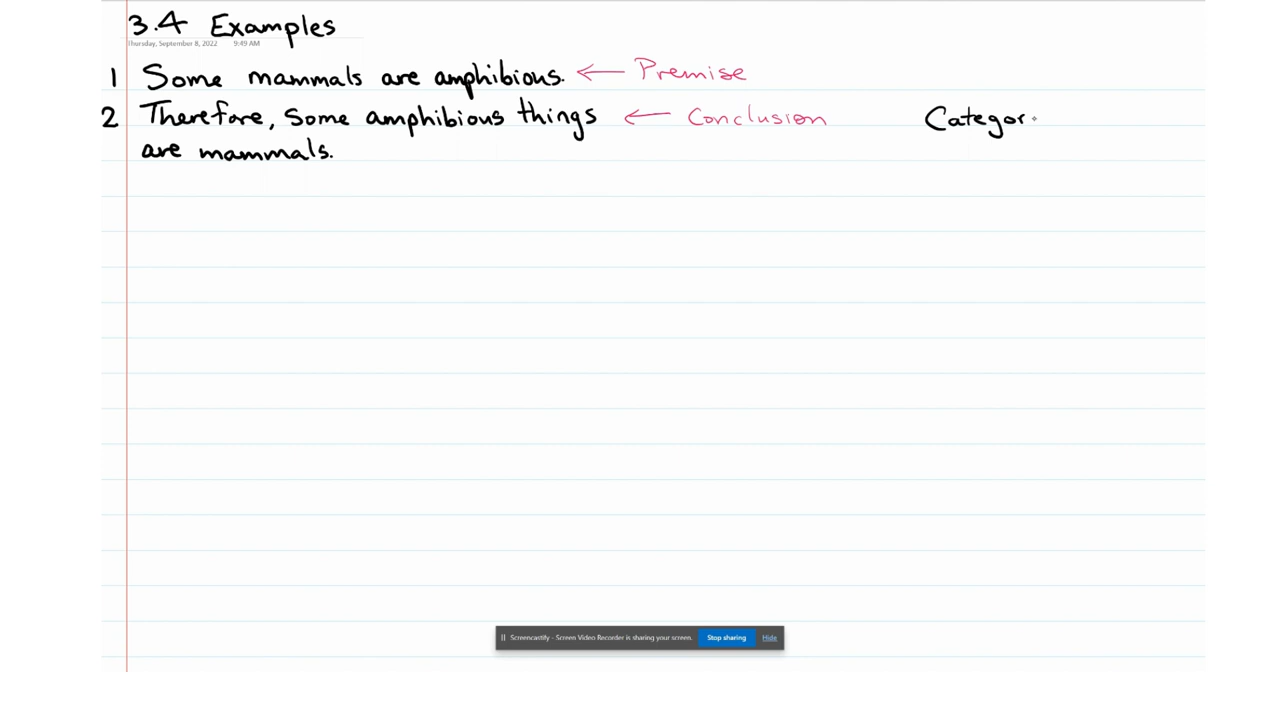 3.4 Examples
Thursday, September 8, 2022 9:49 AM
1 Some mammals are amphibious. ← Premise
2 Therefore, Some amphibious things ← Conclusion Categor
are mammals.
Screencastify - Screen Video Recorder is sharing your screen. Stop sharing Hide